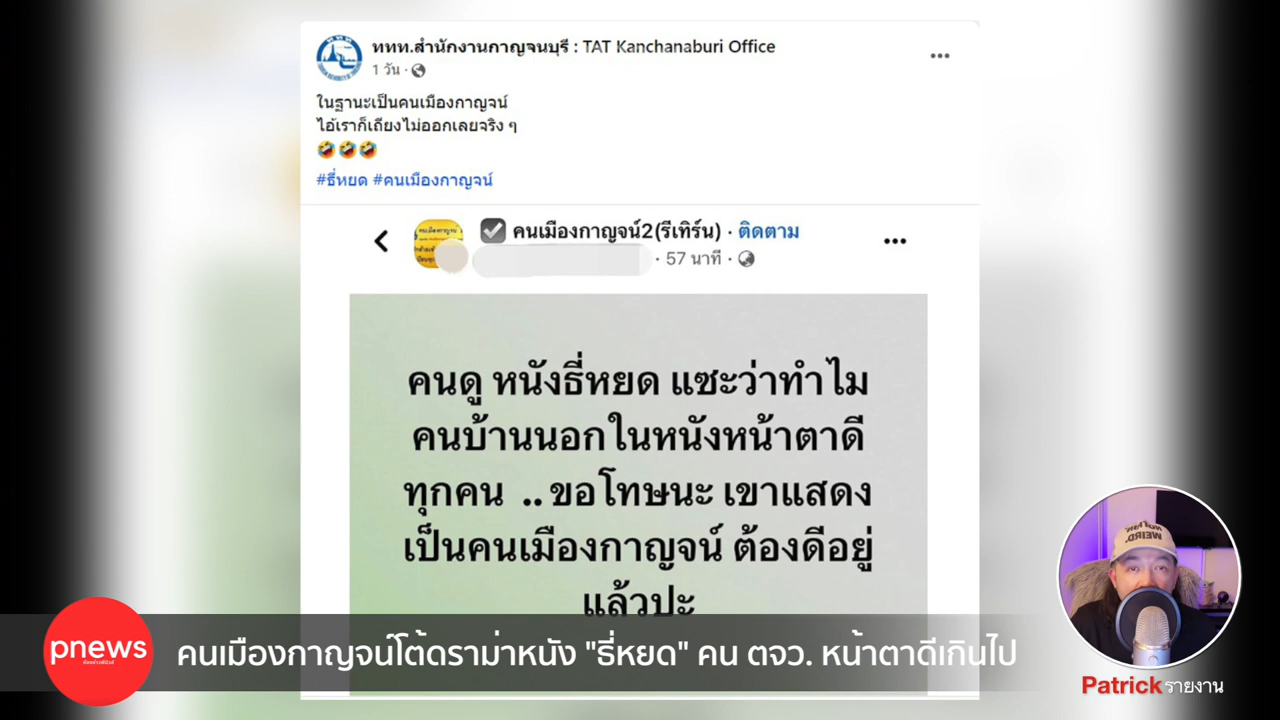 ททท.สำนักงานกาญจนบุรี : TAT Kanchanaburi Office
1 วัน ·
ในฐานะเป็นคนเมืองกาญจน์
ไอ้เราก็เถียงไม่ออกเลยจริง ๆ
🤣🤣🤣
#ธี่หยด #คนเมืองกาญจน์
คนเมืองกาญจน์2(รีเทิร์น) · ติดตาม
· 57 นาที ·
คนดู หนังธี่หยด แซะว่าทำไม
คนบ้านนอกในหนังหน้าตาดี
ทุกคน .. ขอโทษนะ เขาแสดง
เป็นคนเมืองกาญจน์ ต้องดีอยู่
แล้วปะ
pnews
คนเมืองกาญจน์โต้ดราม่าหนัง "ธี่หยด" คน ตจว. หน้าตาดีเกินไป
WEIRD.
Patrick รายงาน